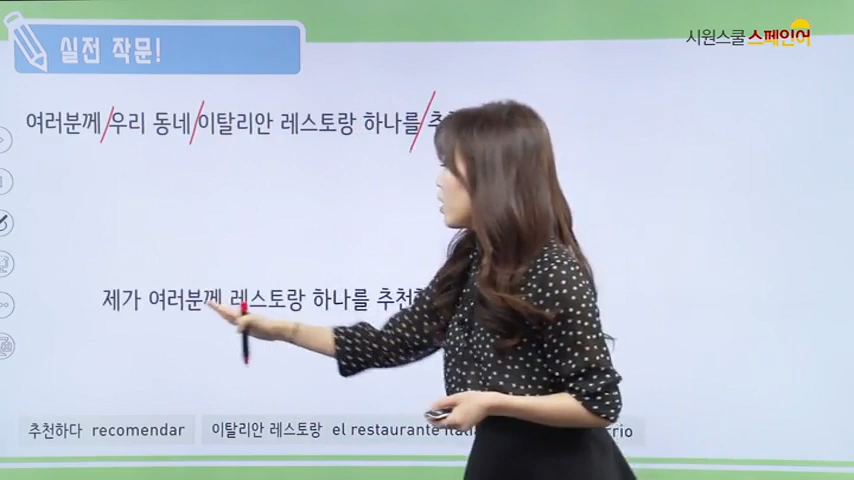 시원스쿨 스페인어
실전 작문!
여러분께 우리 동네 이탈리안 레스토랑 하나를
제가 여러분께 레스토랑 하나를 추천
추천하다 recomendar
이탈리안 레스토랑 el restaurante